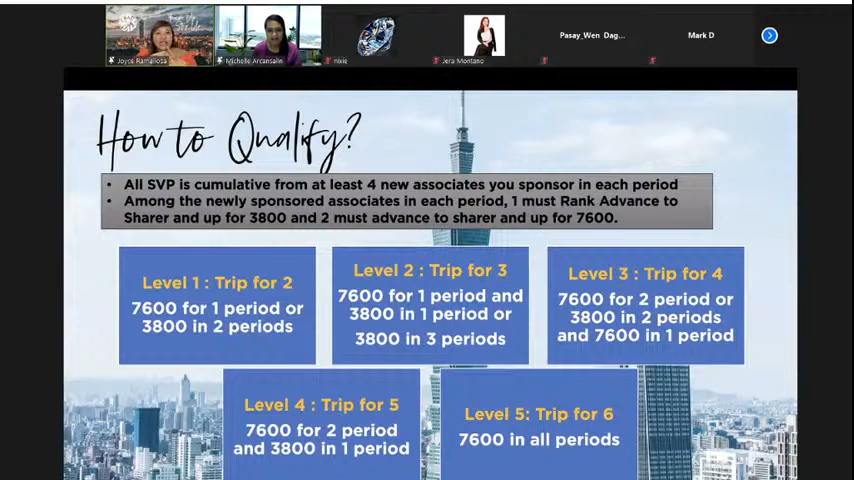 Joyce Ramallosa
Michelle Arcansalin
nixie
Jera Montano
Pasay_Wen Dag...
Mark D
How to Qualify?
• All SVP is cumulative from at least 4 new associates you sponsor in each period
• Among the newly sponsored associates in each period, 1 must Rank Advance to
Sharer and up for 3800 and 2 must advance to sharer and up for 7600.
Level 1 : Trip for 2
7600 for 1 period or
3800 in 2 periods
Level 2 : Trip for 3
7600 for 1 period and
3800 in 1 period or
3800 in 3 periods
Level 3 : Trip for 4
7600 for 2 period or
3800 in 2 periods
and 7600 in 1 period
Level 4 : Trip for 5
7600 for 2 period
and 3800 in 1 period
Level 5: Trip for 6
7600 in all periods